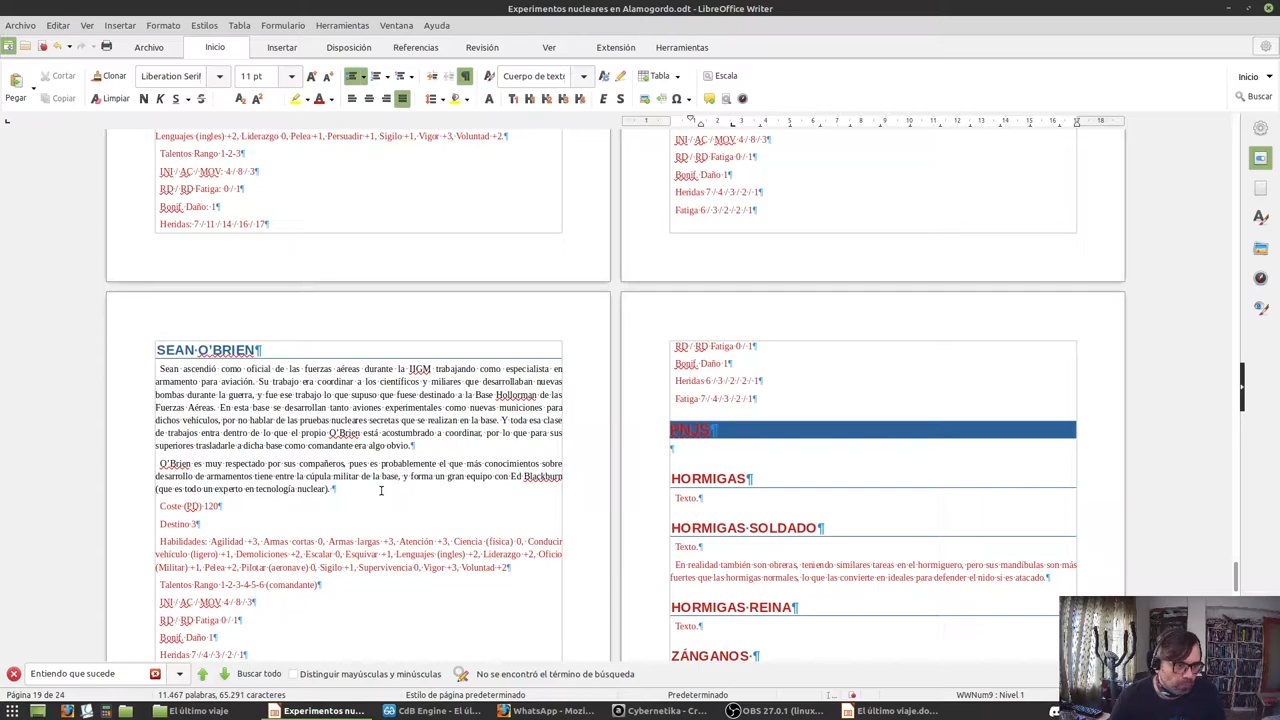 Experimentos nucleares en Alamogordo.odt - LibreOffice Writer
Archivo Editar Ver Insertar Formato Estilos Tabla Formulario Herramientas Ventana Ayuda
Archivo Inicio Insertar Disposición Referencias Revisión Ver Extensión Herramientas
Pegar Cortar Copiar Clonar Limpiar Liberation Serif 11 pt Cuerpo de texto Tabla Escala Inicio Buscar
Lenguajes (ingles) +2, Liderazgo 0, Pelea +1, Persuadir +1, Sigilo +1, Vigor +3, Voluntad +2.¶
Talentos Rango 1-2-3¶
INI / AC / MOV: 4 / 8 / 3¶
RD / RD Fatiga: 0 / 1¶
Bonif. Daño: 1¶
Heridas: 7 / 11 / 14 / 16 / 17¶
INI / AC / MOV 4 / 8 / 3¶
RD / RD Fatiga 0 / 1¶
Bonif. Daño 1¶
Heridas 7 / 4 / 3 / 2 / 1¶
Fatiga 6 / 3 / 2 / 2 / 1¶
SEAN O’BRIEN¶
Sean ascendió como oficial de las fuerzas aéreas durante la IIGM trabajando como especialista en
armamento para aviación. Su trabajo era coordinar a los científicos y miliares que desarrollaban nuevas
bombas durante la guerra, y fue ese trabajo lo que supuso que fuese destinado a la Base Hollorman de las
Fuerzas Aéreas. En esta base se desarrollan tanto aviones experimentales como nuevas municiones para
dichos vehículos, por no hablar de las pruebas nucleares secretas que se realizan en la base. Y toda esa clase
de trabajos entra dentro de lo que el propio O’Brien está acostumbrado a coordinar, por lo que para sus
superiores trasladarle a dicha base como comandante era algo obvio.¶
O’Brien es muy respetado por sus compañeros, pues es probablemente el que más conocimientos sobre
desarrollo de armamentos tiene entre la cúpula militar de la base, y forma un gran equipo con Ed Blackburn
(que es todo un experto en tecnología nuclear). ¶
Coste (PD) 120¶
Destino 3¶
Habilidades: Agilidad +3, Armas cortas 0, Armas largas +3, Atención +3, Ciencia (física) 0, Conducir
vehículo (ligero) +1, Demoliciones +2, Escalar 0, Esquivar +1, Lenguajes (ingles) +2, Liderazgo +2, Oficio
(Militar) +1, Pelea +2, Pilotar (aeronave) 0, Sigilo +1, Supervivencia 0, Vigor +3, Voluntad +2¶
Talentos Rango 1-2-3-4-5-6 (comandante)¶
INI / AC / MOV 4 / 8 / 3¶
RD / RD Fatiga 0 / 1¶
Bonif. Daño 1¶
Heridas 7 / 4 / 3 / 2 / 1¶
RD / RD Fatiga 0 / 1¶
Bonif. Daño 1¶
Heridas 6 / 3 / 2 / 2 / 1¶
Fatiga 7 / 4 / 3 / 2 / 1¶
PNJS¶
¶
HORMIGAS¶
Texto.¶
HORMIGAS SOLDADO¶
Texto.¶
En realidad también son obreras, teniendo similares tareas en el hormiguero, pero sus mandíbulas son más
fuertes que las hormigas normales, lo que las convierte en ideales para defender el nido si es atacado.¶
HORMIGAS REINA¶
Texto.¶
ZÁNGANOS ¶
Entiendo que sucede Buscar todo Distinguir mayúsculas y minúsculas No se encontró el término de búsqueda
Página 19 de 24 11.467 palabras, 65.291 caracteres Estilo de página predeterminado Predeterminado WWNum9 : Nivel 1
El último viaje Experimentos nu... CdB Engine - El úl... WhatsApp - Mozi... Cybernetika - Cr... OBS 27.0.1 (linux... El último viaje.do...